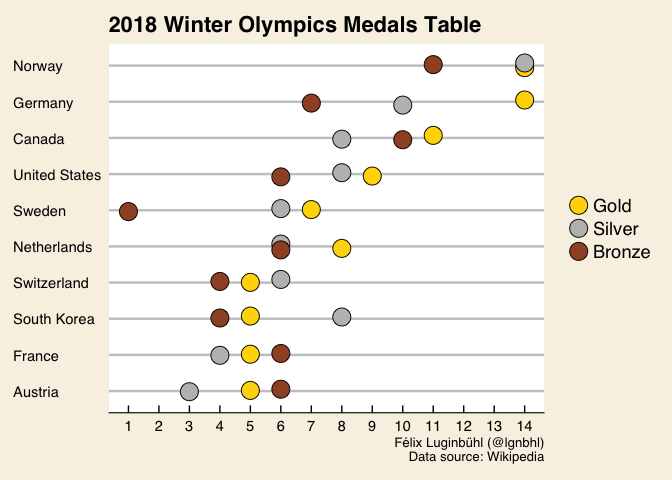 2018 Winter Olympics Medals Table
Norway
Germany
Canada
United States
Sweden
Netherlands
Switzerland
South Korea
France
Austria
1 2 3 4 5 6 7 8 9 10 11 12 13 14
Gold
Silver
Bronze
Félix Luginbühl (@lgnbhl)
Data source: Wikipedia